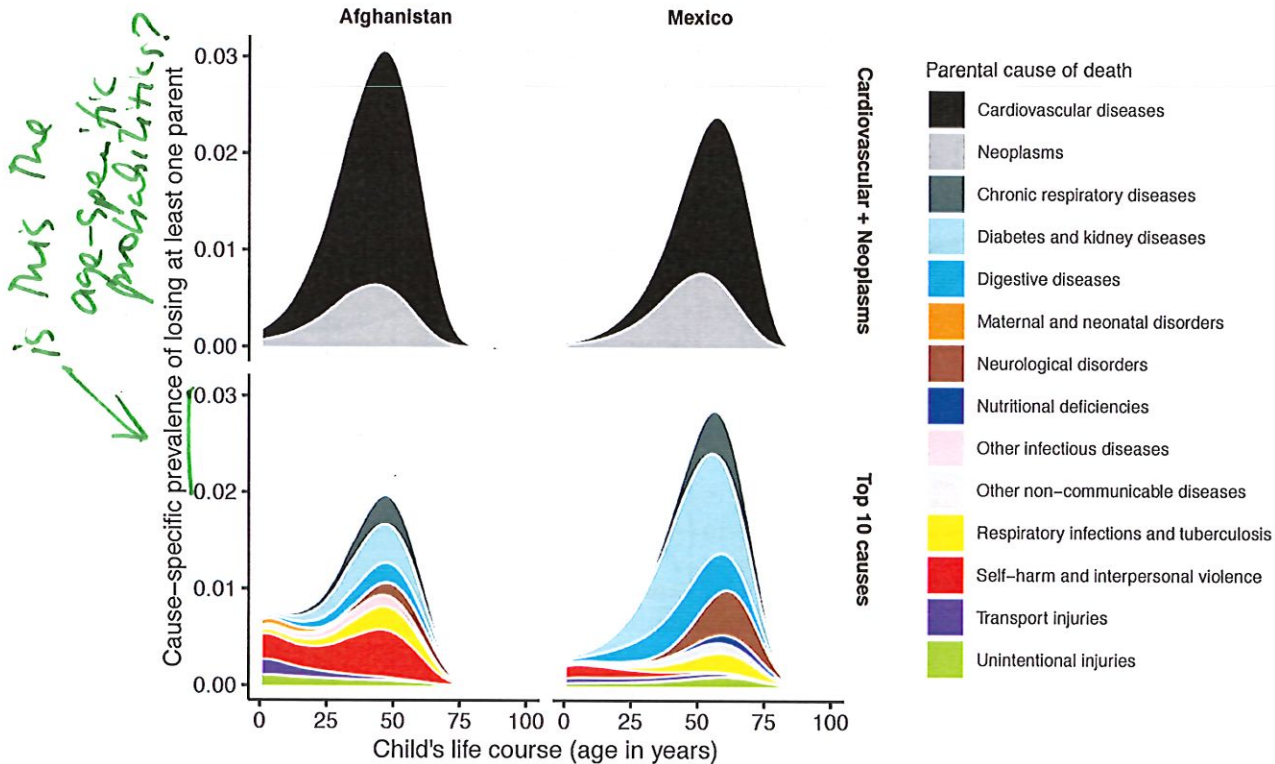 Afghanistan
Mexico
is this the
age-specific
probabilities?
Cause−specific prevalence of losing at least one parent
0.03
0.02
0.01
0.00
Cardiovascular + Neoplasms
0.03
0.02
0.01
0.00
Top 10 causes
0 25 50 75 100
0 25 50 75 100
Child's life course (age in years)
Parental cause of death
Cardiovascular diseases
Neoplasms
Chronic respiratory diseases
Diabetes and kidney diseases
Digestive diseases
Maternal and neonatal disorders
Neurological disorders
Nutritional deficiencies
Other infectious diseases
Other non−communicable diseases
Respiratory infections and tuberculosis
Self−harm and interpersonal violence
Transport injuries
Unintentional injuries